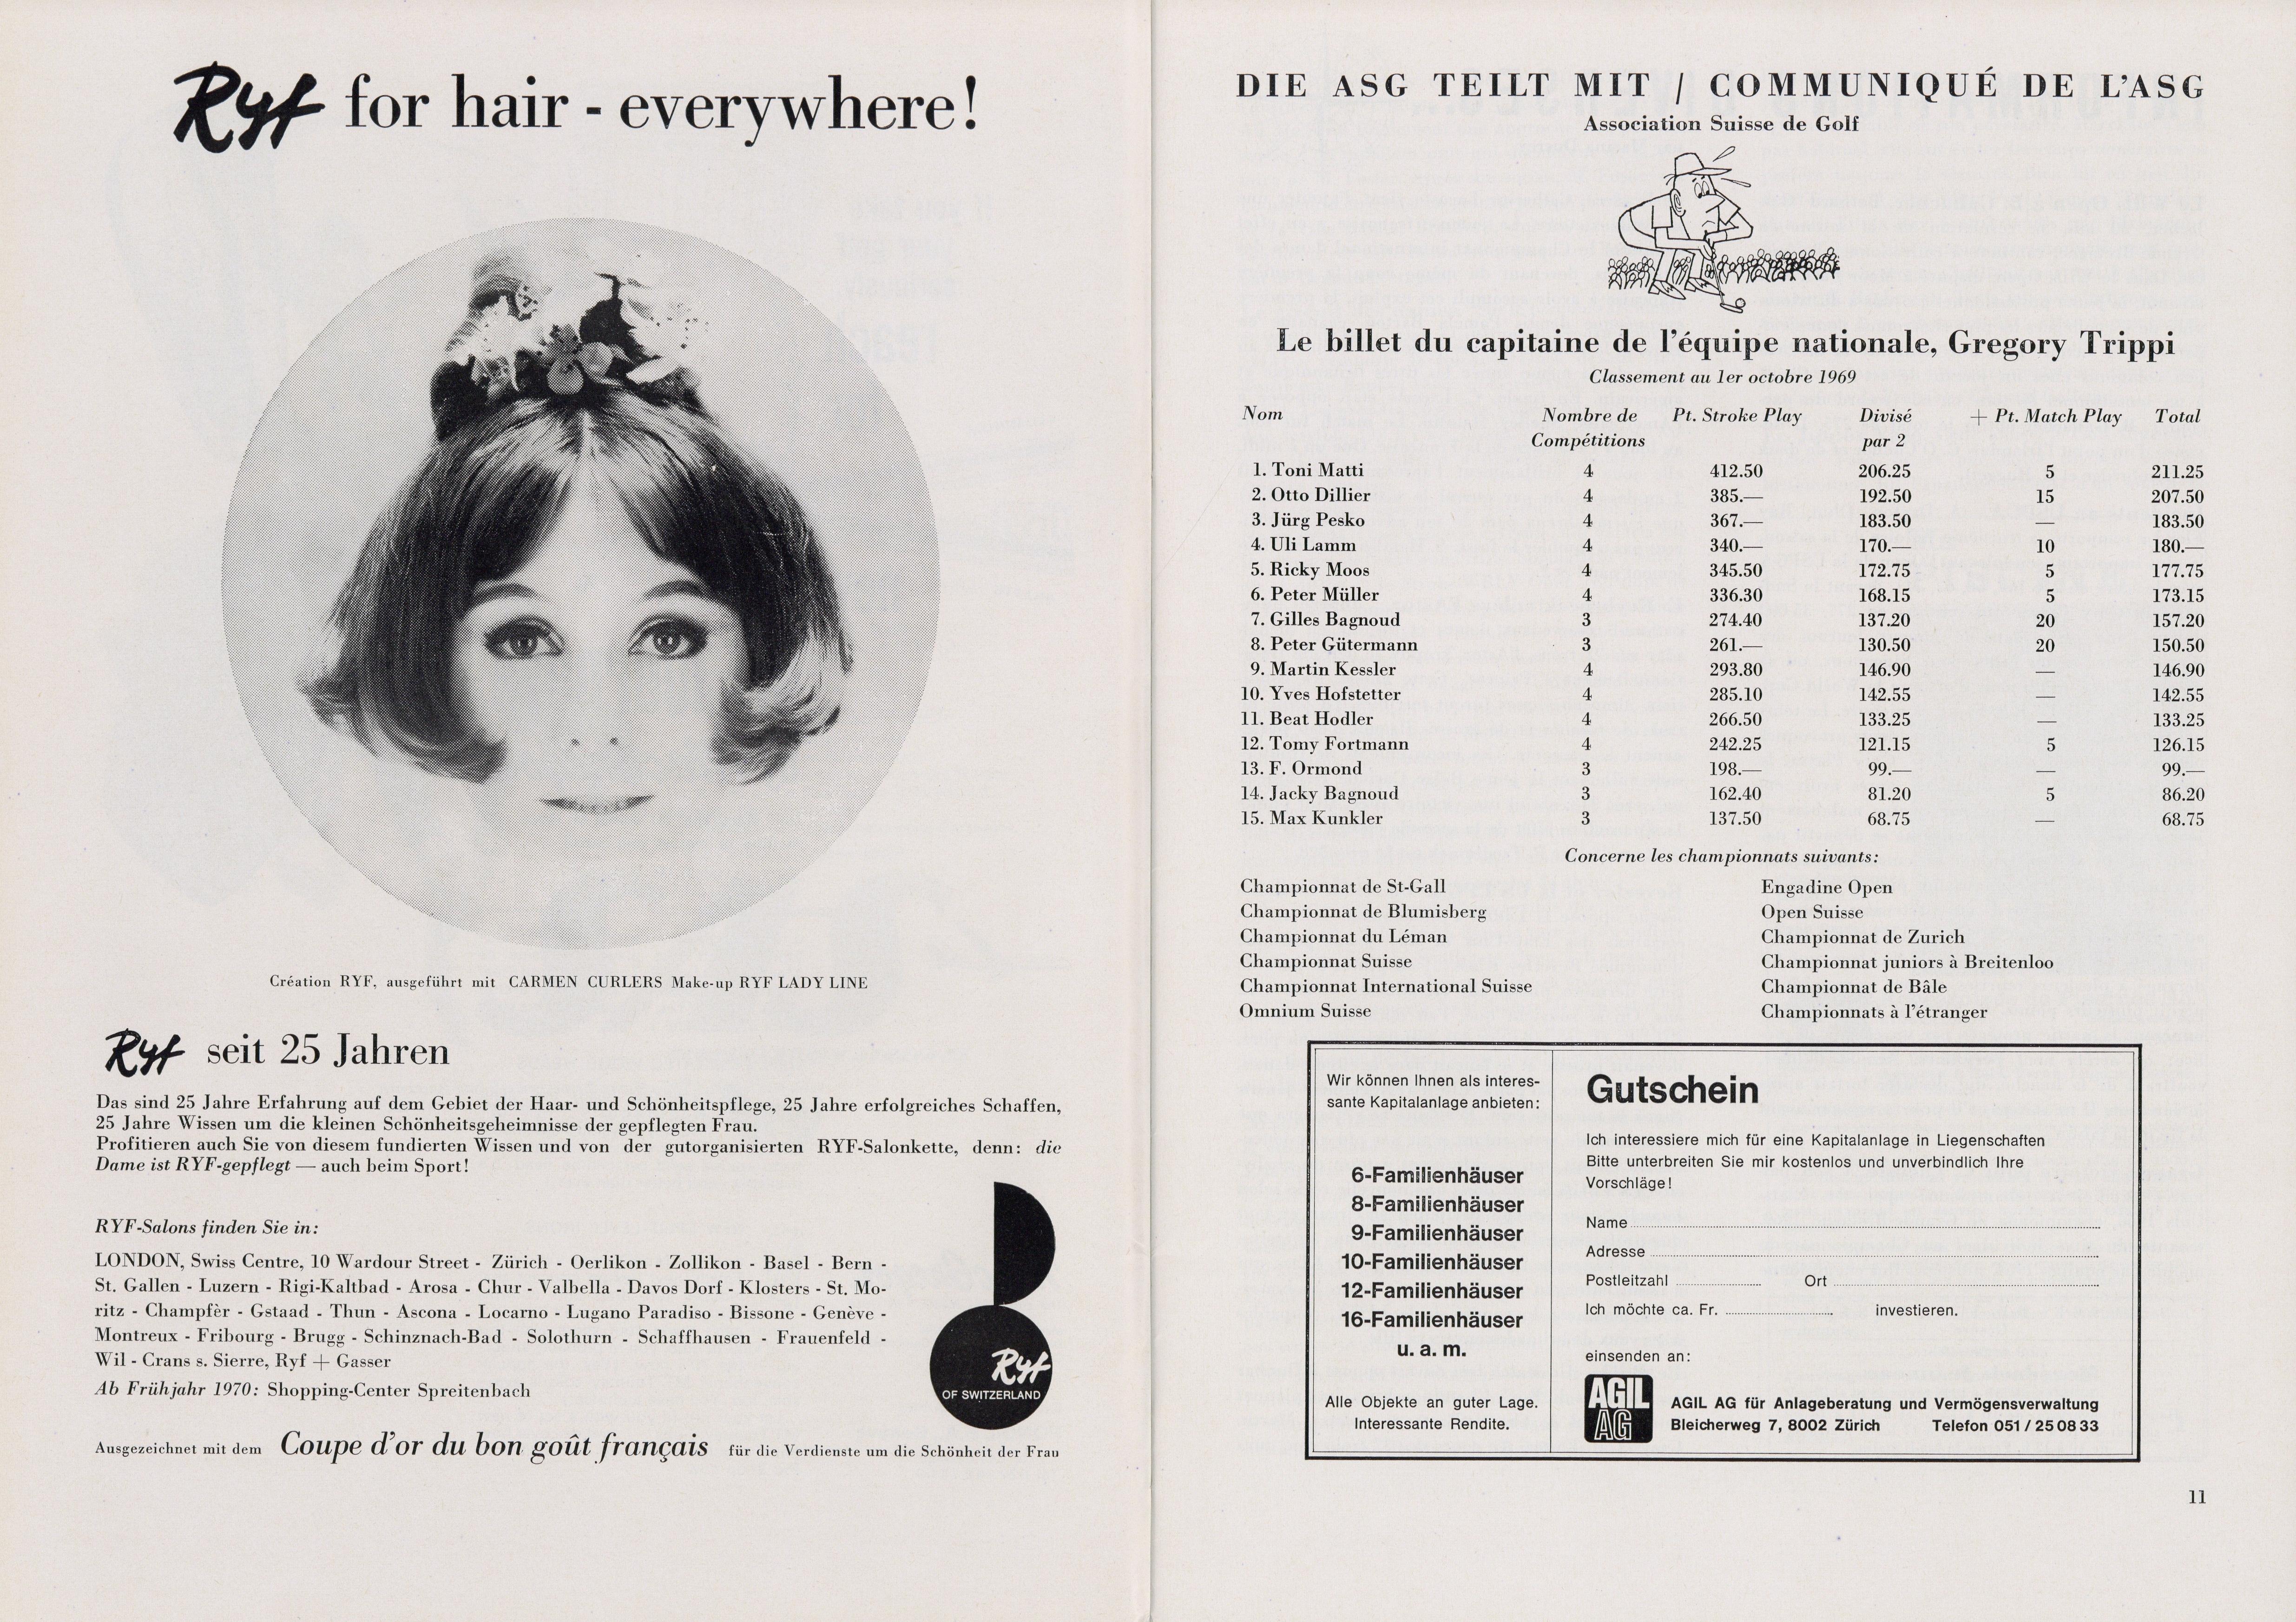 Ryf for hair - everywhere!
Création RYF, ausgeführt mit CARMEN CURLERS Make-up RYF LADY LINE
Ryf seit 25 Jahren
Das sind 25 Jahre Erfahrung auf dem Gebiet der Haar- und Schönheitspflege, 25 Jahre erfolgreiches Schaffen,
25 Jahre Wissen um die kleinen Schönheitsgeheimnisse der gepflegten Frau.
Profitieren auch Sie von diesem fundierten Wissen und von der gutorganisierten RYF-Salonkette, denn: die
Dame ist RYF-gepflegt — auch beim Sport!
RYF-Salons finden Sie in:
LONDON, Swiss Centre, 10 Wardour Street - Zürich - Oerlikon - Zollikon - Basel - Bern -
St. Gallen - Luzern - Rigi-Kaltbad - Arosa - Chur - Valbella - Davos Dorf - Klosters - St. Mo-
ritz - Champfèr - Gstaad - Thun - Ascona - Locarno - Lugano Paradiso - Bissone - Genève -
Montreux - Fribourg - Brugg - Schinznach-Bad - Solothurn - Schaffhausen - Frauenfeld -
Wil - Crans s. Sierre, Ryf + Gasser
Ab Frühjahr 1970: Shopping-Center Spreitenbach
Ryf
OF SWITZERLAND
Ausgezeichnet mit dem Coupe d'or du bon goût français für die Verdienste um die Schönheit der Frau
DIE ASG TEILT MIT / COMMUNIQUÉ DE L'ASG
Association Suisse de Golf
Le billet du capitaine de l'équipe nationale, Gregory Trippi
Classement au 1er octobre 1969
Nom Nombre de Pt. Stroke Play Divisé + Pt. Match Play Total
Compétitions par 2
1. Toni Matti 4 412.50 206.25 5 211.25
2. Otto Dillier 4 385.— 192.50 15 207.50
3. Jürg Pesko 4 367.— 183.50 — 183.50
4. Uli Lamm 4 340.— 170.— 10 180.—
5. Ricky Moos 4 345.50 172.75 5 177.75
6. Peter Müller 4 336.30 168.15 5 173.15
7. Gilles Bagnoud 3 274.40 137.20 20 157.20
8. Peter Gütermann 3 261.— 130.50 20 150.50
9. Martin Kessler 4 293.80 146.90 — 146.90
10. Yves Hofstetter 4 285.10 142.55 — 142.55
11. Beat Hodler 4 266.50 133.25 — 133.25
12. Tomy Fortmann 4 242.25 121.15 5 126.15
13. F. Ormond 3 198.— 99.— — 99.—
14. Jacky Bagnoud 3 162.40 81.20 5 86.20
15. Max Kunkler 3 137.50 68.75 — 68.75
Concerne les championnats suivants:
Championnat de St-Gall
Championnat de Blumisberg
Championnat du Léman
Championnat Suisse
Championnat International Suisse
Omnium Suisse
Engadine Open
Open Suisse
Championnat de Zurich
Championnat juniors à Breitenloo
Championnat de Bâle
Championnats à l'étranger
Wir können Ihnen als interes-
sante Kapitalanlage anbieten:
6-Familienhäuser
8-Familienhäuser
9-Familienhäuser
10-Familienhäuser
12-Familienhäuser
16-Familienhäuser
u. a. m.
Alle Objekte an guter Lage.
Interessante Rendite.
Gutschein
Ich interessiere mich für eine Kapitalanlage in Liegenschaften
Bitte unterbreiten Sie mir kostenlos und unverbindlich Ihre
Vorschläge!
Name
Adresse
Postleitzahl Ort
Ich möchte ca. Fr. investieren.
einsenden an:
AGIL
AG
AGIL AG für Anlageberatung und Vermögensverwaltung
Bleicherweg 7, 8002 Zürich Telefon 051 / 25 08 33
11